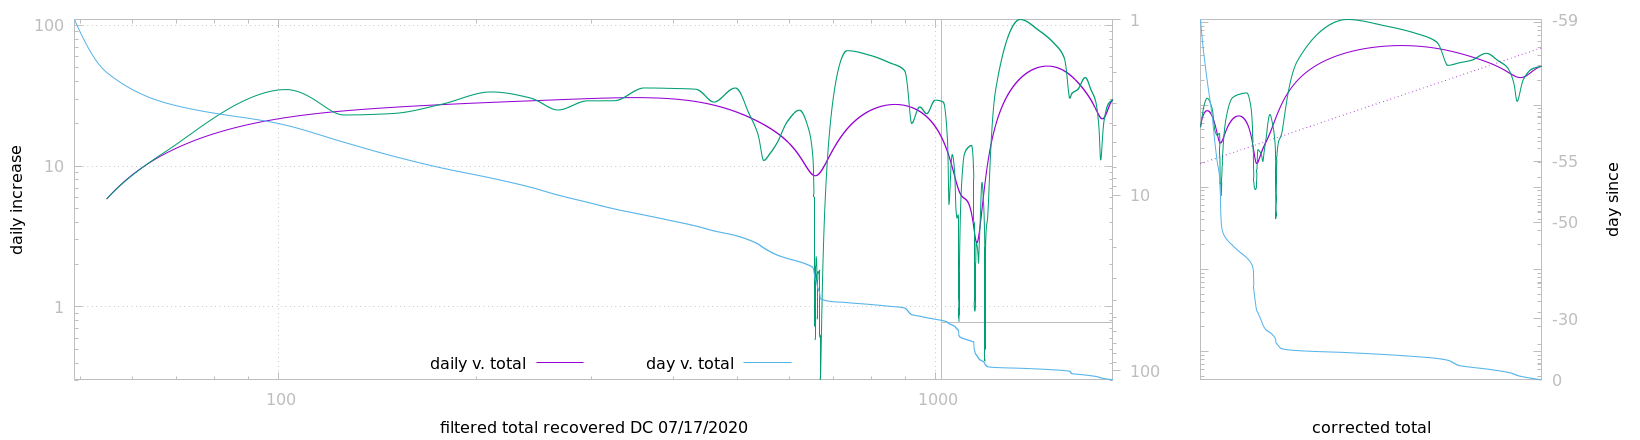 100
10
1
daily increase
daily v. total
day v. total
100
1000
filtered total recovered DC 07/17/2020
1
10
100
-59
-55
-50
-30
0
day since
corrected total